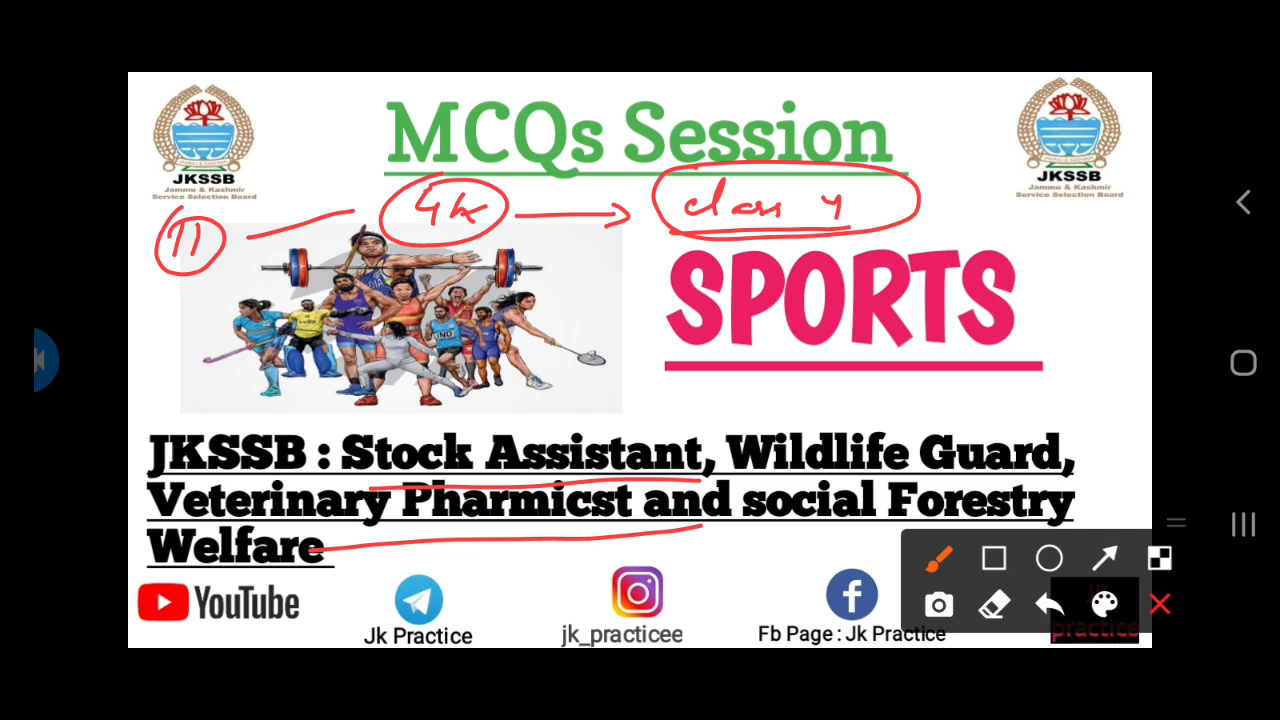 MCQs Session
JKSSB
Jammu & Kashmir
Service Selection Board
JKSSB
Jammu & Kashmir
Service Selection Board
11
4k
class 4
SPORTS
JKSSB : Stock Assistant, Wildlife Guard,
Veterinary Pharmicst and social Forestry
Welfare
YouTube
Jk Practice
jk_practicee
Fb Page : Jk Practice
practice